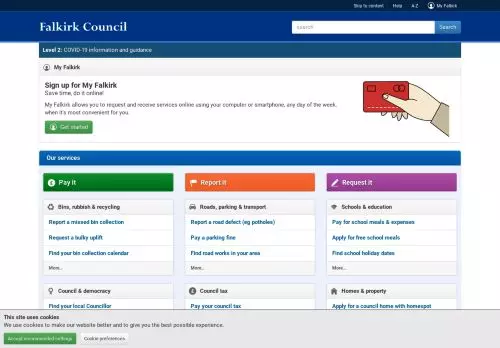 Skip to content Help A-Z My Falkirk
Falkirk Council
search Search
Level 2: COVID-19 information and guidance
My Falkirk
Sign up for My Falkirk
Save time, do it online!
My Falkirk allows you to request and receive services online using your computer or smartphone, any day of the week,
when it's most convenient for you.
Get started
Our services
Pay it Report it Request it
Bins, rubbish & recycling Roads, parking & transport Schools & education
Report a missed bin collection Report a road defect (eg potholes) Pay for school meals & expenses
Request a bulky uplift Pay a parking fine Apply for free school meals
Find your bin collection calendar Find road works in your area Find school holiday dates
More... More... More...
Council & democracy Council tax Homes & property
Find your local Councillor Pay your council tax Apply for a council home with homespot
This site uses cookies
We use cookies to make our website better and to give you the best possible experience.
Accept recommended settings Cookie preferences